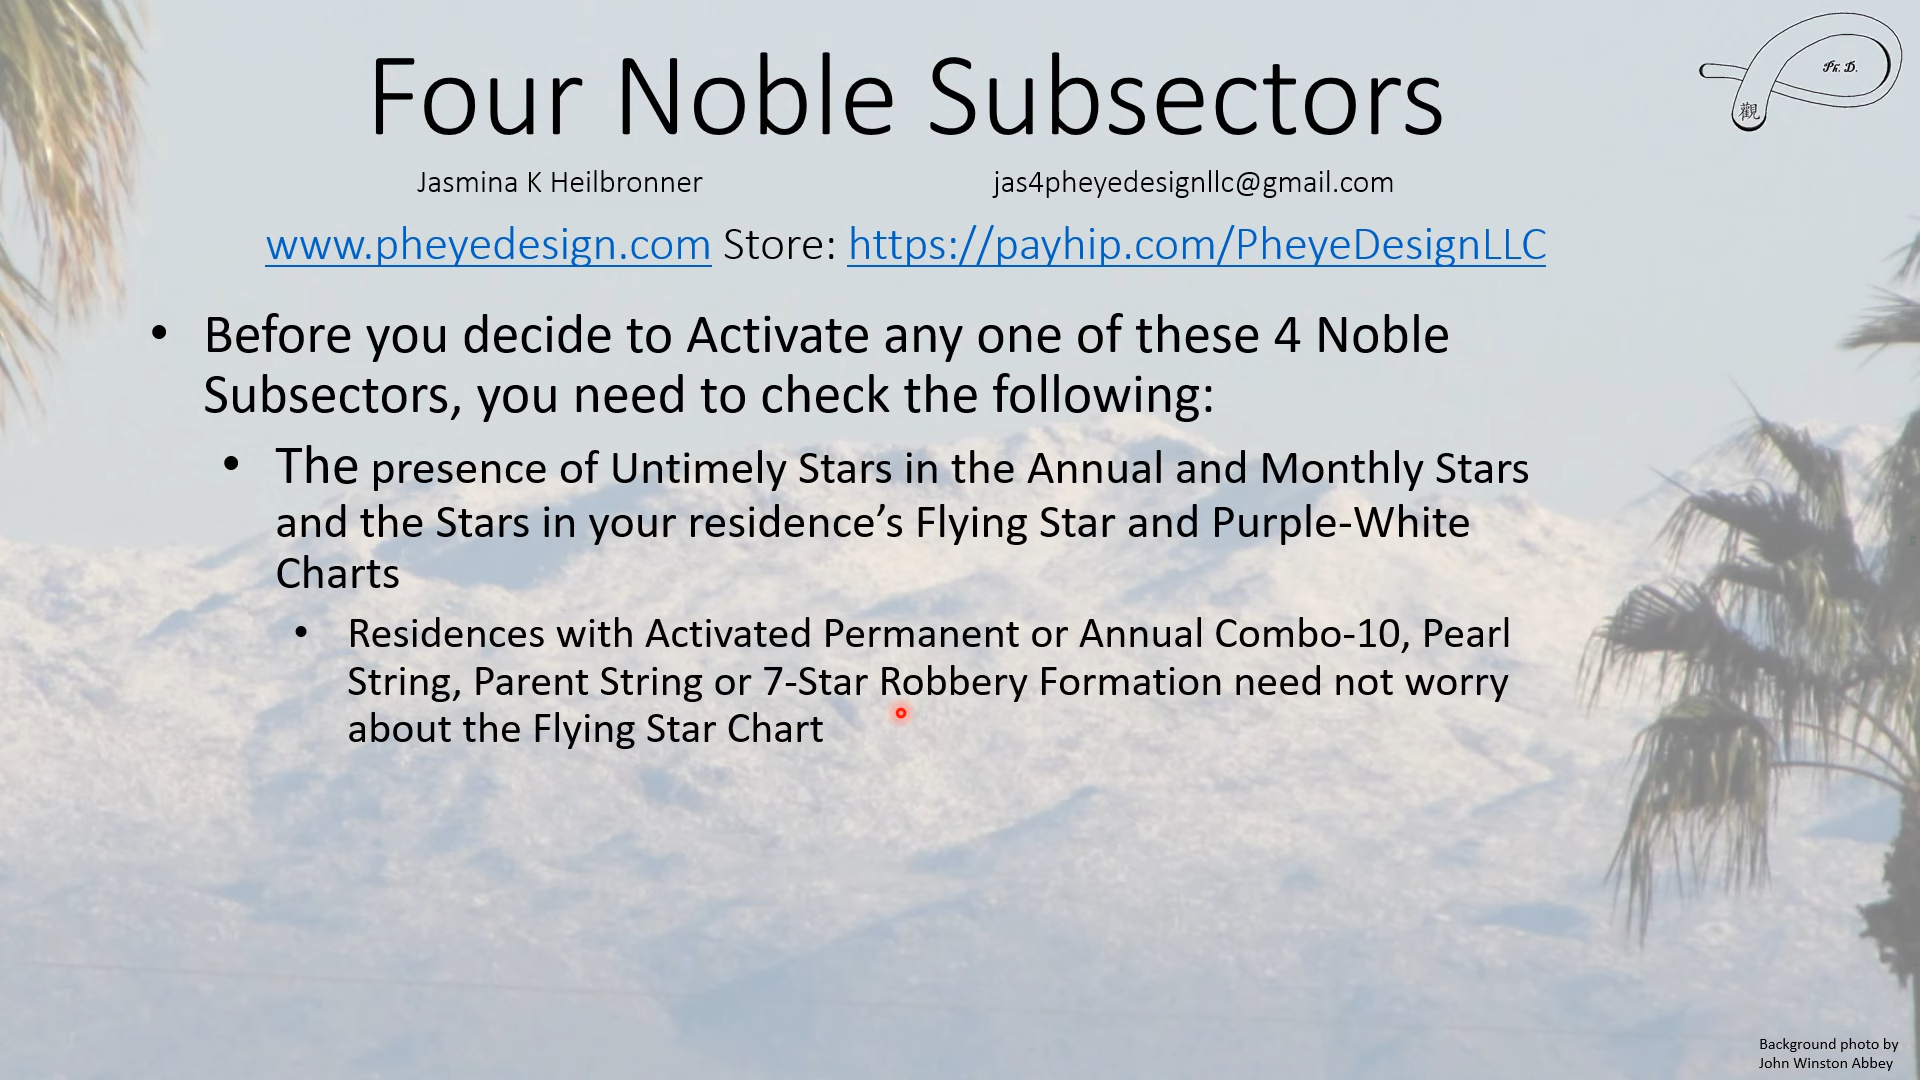 Four Noble Subsectors
Ph. D.
觀
Jasmina K Heilbronner jas4pheyedesignllc@gmail.com
www.pheyedesign.com Store: https://payhip.com/PheyeDesignLLC
• Before you decide to Activate any one of these 4 Noble
Subsectors, you need to check the following:
• The presence of Untimely Stars in the Annual and Monthly Stars
and the Stars in your residence’s Flying Star and Purple-White
Charts
• Residences with Activated Permanent or Annual Combo-10, Pearl
String, Parent String or 7-Star Robbery Formation need not worry
about the Flying Star Chart
Background photo by
John Winston Abbey